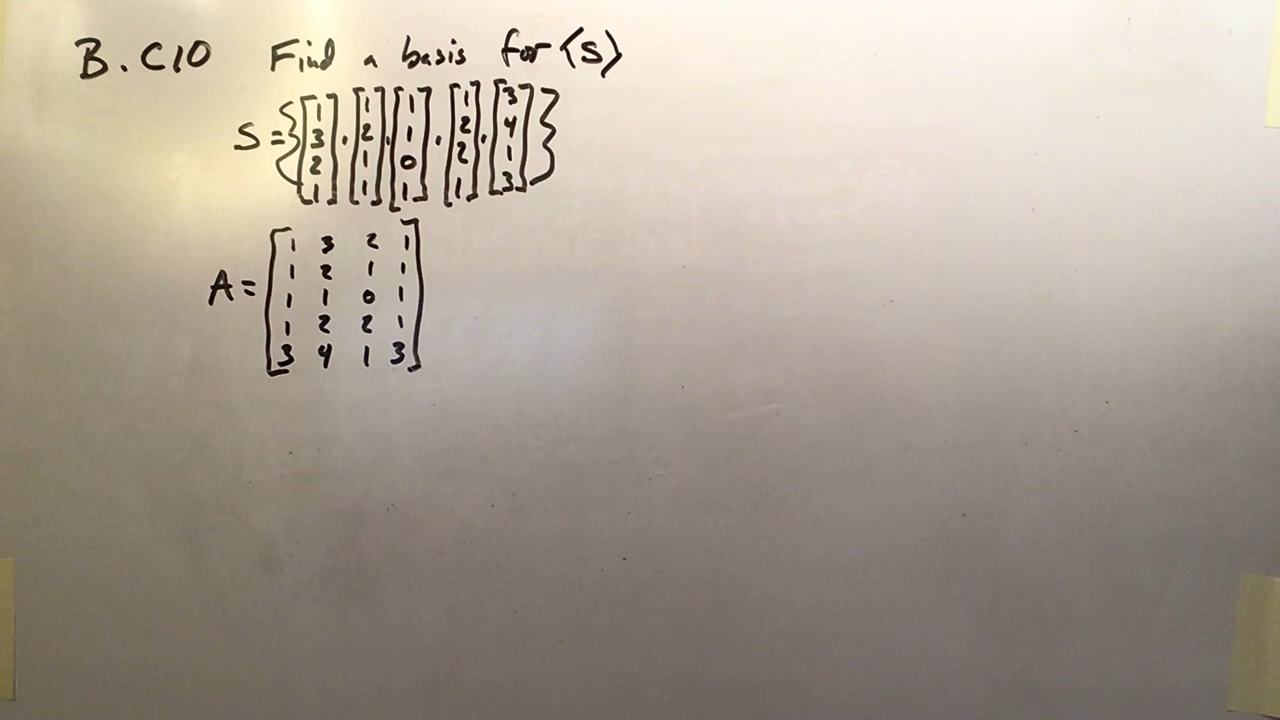 B.C10 Find a basis for ⟨S⟩
S = { [1 3 2 1] , [1 2 1 1] , [1 1 0 1] , [1 2 2 1] , [3 4 1 3] }
A = [ 1 3 2 1
1 2 1 1
1 1 0 1
1 2 2 1
3 4 1 3 ]